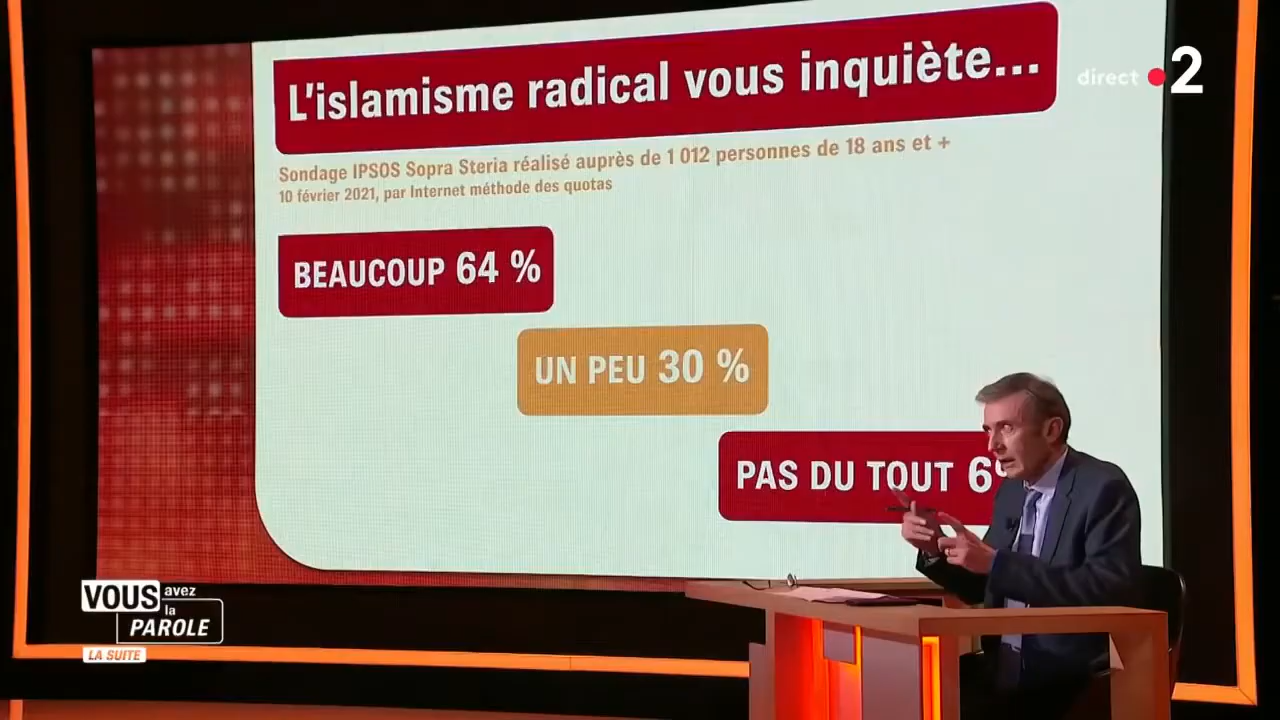 L'islamisme radical vous inquiète...
direct 2
Sondage IPSOS Sopra Steria réalisé auprès de 1 012 personnes de 18 ans et +
10 février 2021, par Internet méthode des quotas
BEAUCOUP 64 %
UN PEU 30 %
PAS DU TOUT 6
VOUS avez
la
PAROLE
LA SUITE